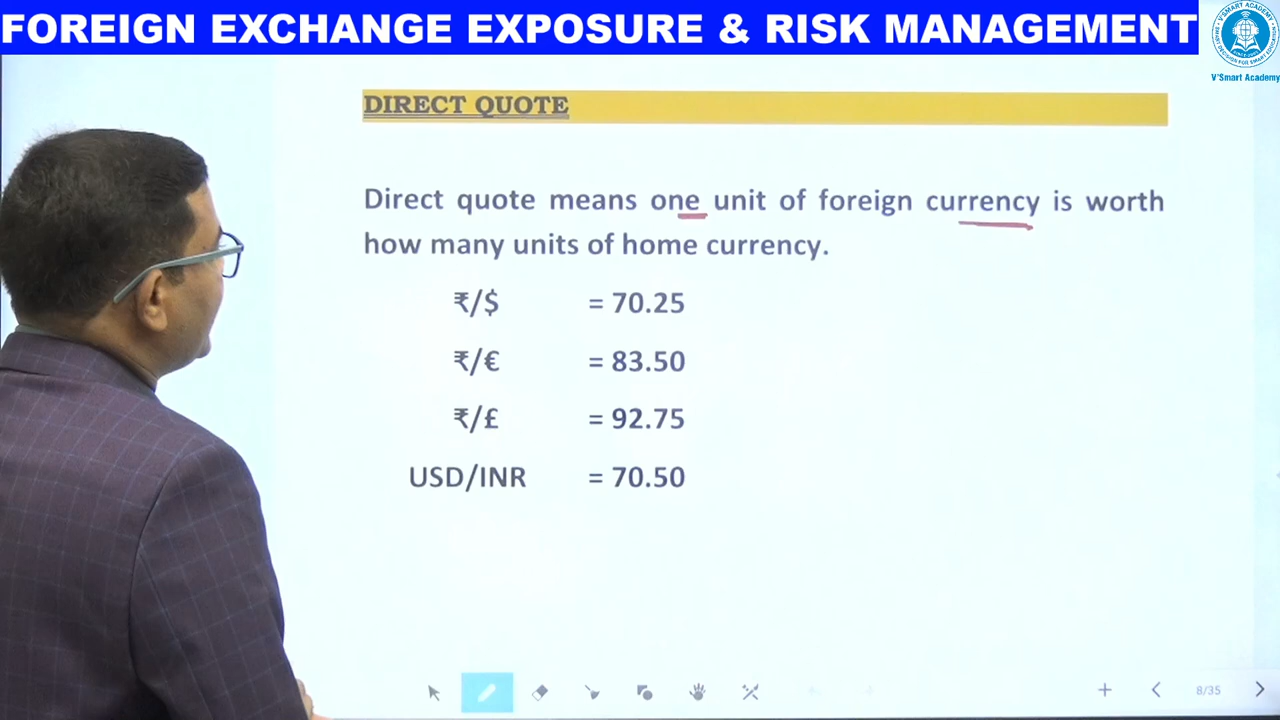 FOREIGN EXCHANGE EXPOSURE & RISK MANAGEMENT
V'Smart Academy
DIRECT QUOTE
Direct quote means one unit of foreign currency is worth
how many units of home currency.
₹/$ = 70.25
₹/€ = 83.50
₹/£ = 92.75
USD/INR = 70.50
8/35